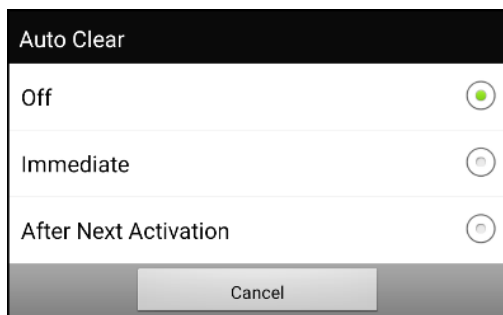 Auto Clear
Off
Immediate
After Next Activation
Cancel